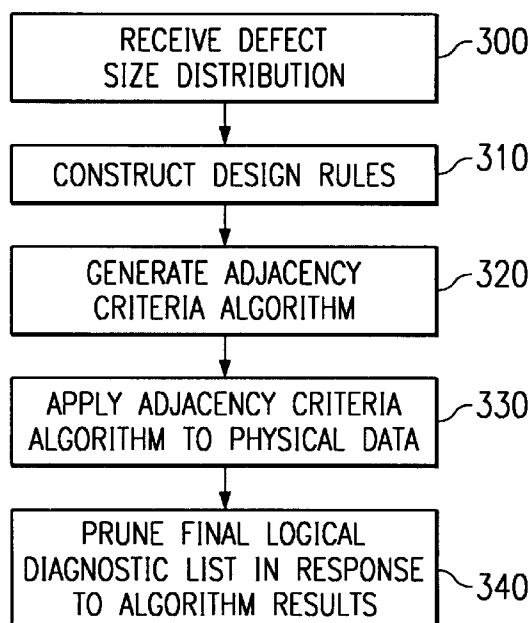 RECEIVE DEFECT
SIZE DISTRIBUTION
300
CONSTRUCT DESIGN RULES
310
GENERATE ADJACENCY
CRITERIA ALGORITHM
320
APPLY ADJACENCY CRITERIA
ALGORITHM TO PHYSICAL DATA
330
PRUNE FINAL LOGICAL
DIAGNOSTIC LIST IN RESPONSE
TO ALGORITHM RESULTS
340